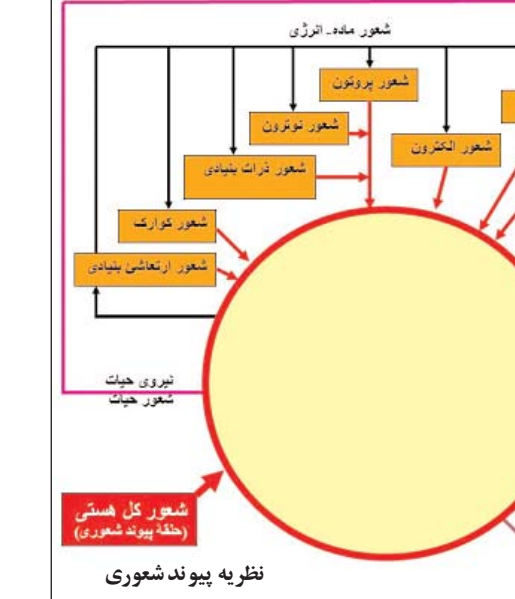 شعور ماده- انرژی
شعور پروتون
شعور نوترون
شعور الکترون
شعور ذرات بنیادی
شعور کوارک
شعور ارتعاشی بنیادی
نیروی حیات
شعور حیات
شعور کل هستی
(حلقهٔ پیوند شعوری)
نظریه پیوند شعوری